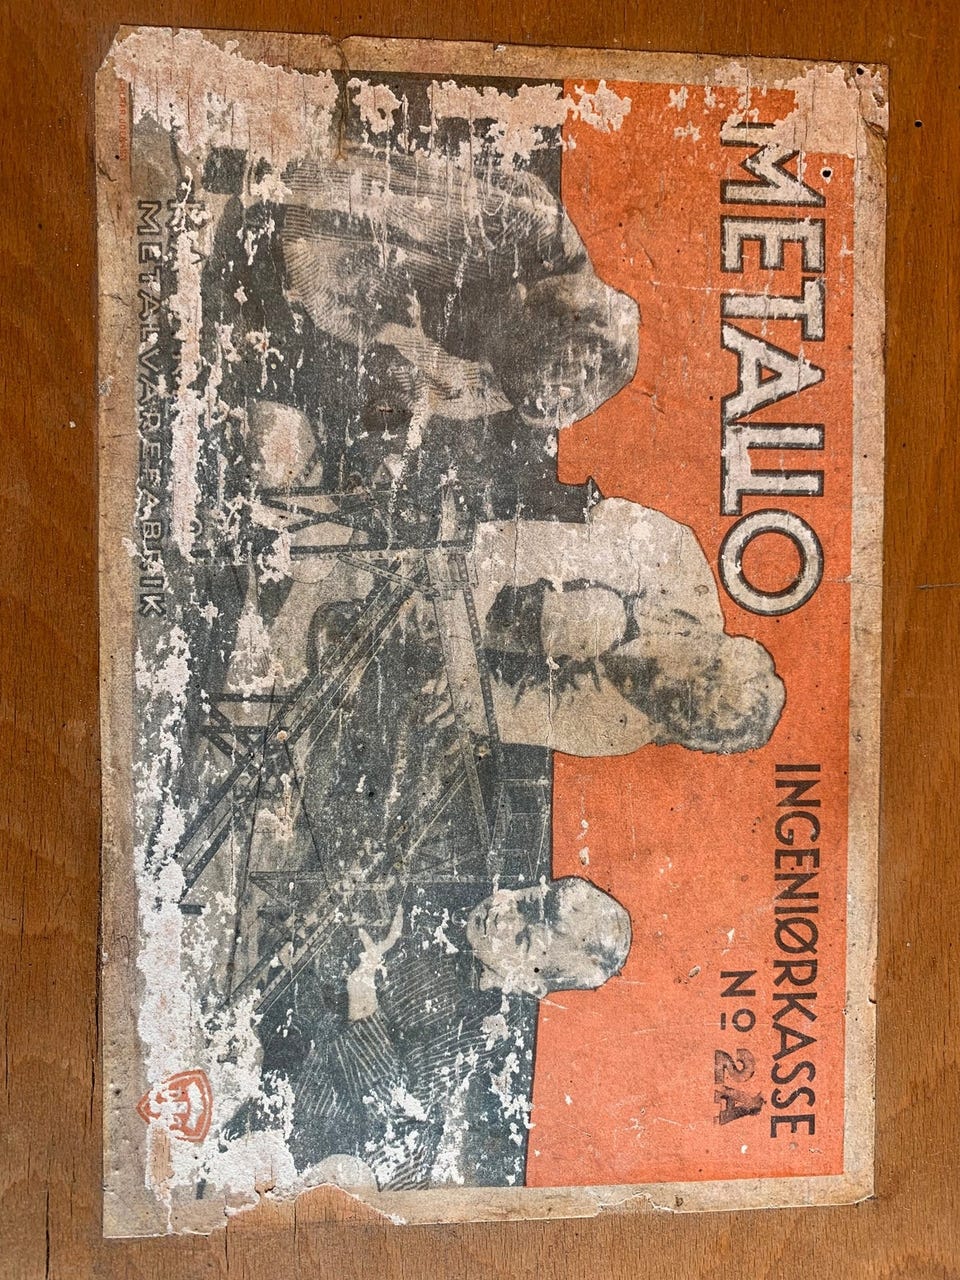 METALLO
INGENIØRKASSE
Nº 2A
METALVAREFABRIK